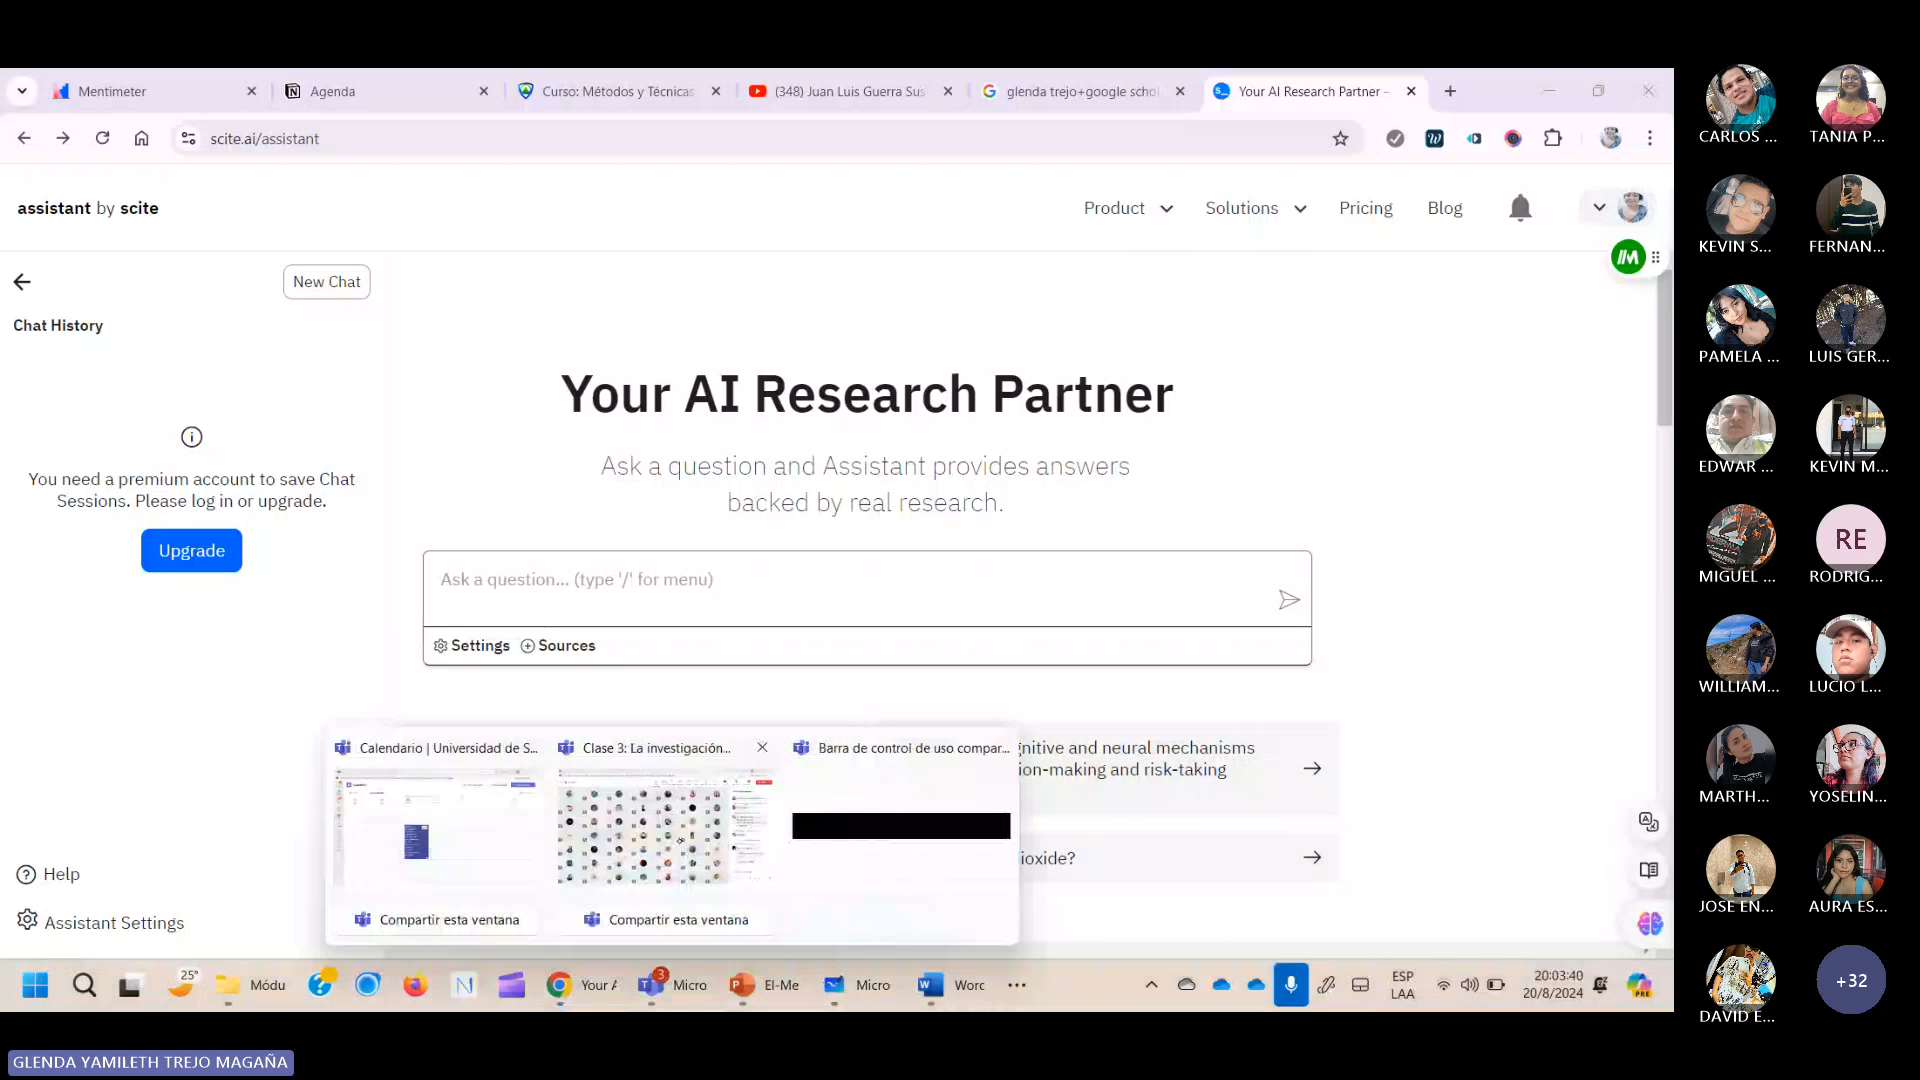 Mentimeter
Agenda
Curso: Métodos y Técnicas
(348) Juan Luis Guerra Sus
glenda trejo+google schol
Your AI Research Partner –
scite.ai/assistant
assistant by scite
Product
Solutions
Pricing
Blog
New Chat
Chat History
You need a premium account to save Chat
Sessions. Please log in or upgrade.
Upgrade
Help
Assistant Settings
Your AI Research Partner
Ask a question and Assistant provides answers
backed by real research.
Ask a question... (type '/' for menu)
Settings
Sources
gnitive and neural mechanisms
ion-making and risk-taking
ioxide?
Calendario | Universidad de S...
Clase 3: La investigación...
Barra de control de uso compar...
Compartir esta ventana
Compartir esta ventana
25°
Módu
Your A
3
Micro
El-Me
Micro
Worc
ESP
LAA
20:03:40
20/8/2024
PRE
CARLOS ...
TANIA P...
KEVIN S...
FERNAN...
PAMELA ...
LUIS GER...
EDWAR ...
KEVIN M...
MIGUEL ...
RE
RODRIG...
WILLIAM...
LUCIO L...
MARTH...
YOSELIN...
JOSE EN...
AURA ES...
DAVID E...
+32
GLENDA YAMILETH TREJO MAGAÑA